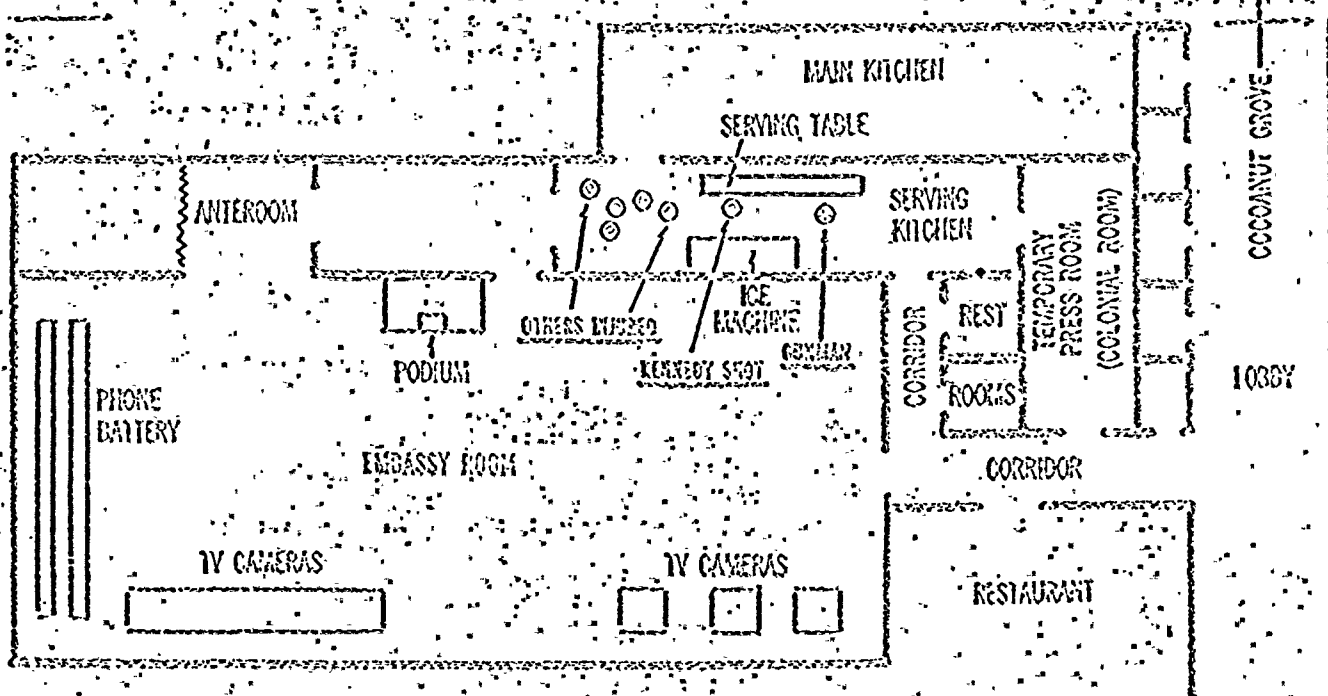 MAIN KITCHEN
SERVING TABLE
COCOANUT GROVE
ANTEROOM
SERVING
KITCHEN
TEMPORARY
PRESS ROOM
(COLONIAL ROOM)
ICE
MACHINE
OTHERS
KENNEDY SHOT
GUNMAN
PODIUM
CORRIDOR
REST
ROOMS
LOBBY
PHONE
BATTERY
EMBASSY ROOM
CORRIDOR
TV CAMERAS
TV CAMERAS
RESTAURANT